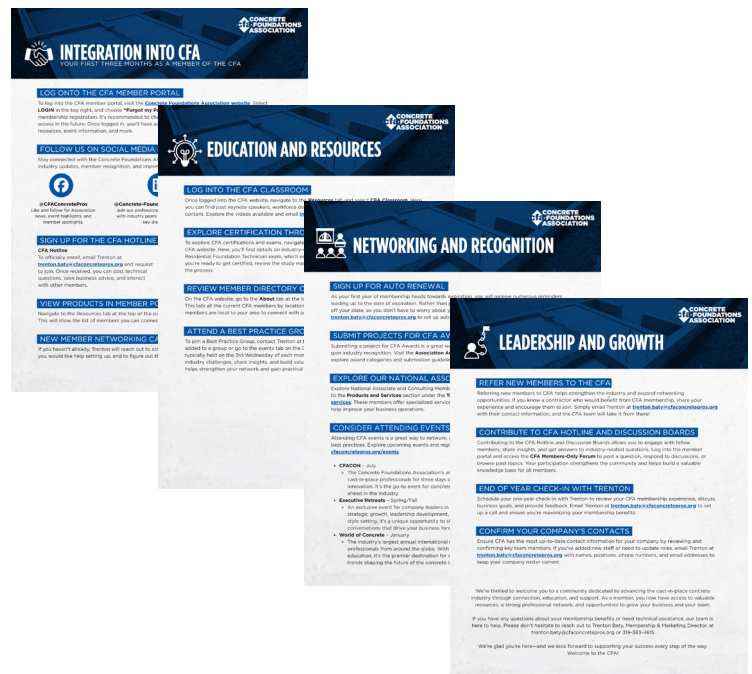 CONCRETE
cfa FOUNDATIONS
ASSOCIATION
INTEGRATION INTO CFA
YOUR FIRST THREE MONTHS AS A MEMBER OF THE CFA
LOG ONTO THE CFA MEMBER PORTAL
To log into the CFA member portal, visit the Concrete Foundations Association website. Select
LOGIN in the top right, and choose "Forgot my
membership registration. It's recommended to
access in the future. Once logged in, you'll have
resources, event information, and more.
FOLLOW US ON SOCIAL MEDIA
Stay connected with the Concrete Foundations
industry updates, member recognition, and
@CFAConcretePros
Like and follow for Association
news, event highlights, and
member spotlights.
Join our
with industry peers
key
SIGN UP FOR THE CFA HOTLINE
CFA Hotline
To officially enroll, email Trenton at
trenton.baty@cfaconcretepros.org and request
to join. Once received, you can post technical
questions, seek business advice, and interact
with other members.
VIEW PRODUCTS IN MEMBER
Navigate to the Resources tab at the top of the
This will show the list of members you can
NEW MEMBER NETWORKING
If you haven't already, Trenton will reach out to
you would like help setting up, and to figure out
CONCRETE
cfa FOUNDATIONS
ASSOCIATION
EDUCATION AND RESOURCES
LOG INTO THE CFA CLASSROOM
Once logged into the CFA website, navigate to the Resources tab and select CFA Classroom. Here,
you can find past keynote speakers, workforce
content. Explore the videos available and email
EXPLORE CERTIFICATION
To explore CFA certifications and exams,
CFA website. Here, you'll find details on
Residential Foundation Technician exam, which
you're ready to get certified, review the study
the process.
REVIEW MEMBER DIRECTORY
On the CFA website, go to the About tab at the
This lists all the current CFA members by
members are local to your area to connect with
ATTEND A BEST PRACTICE
To join a Best Practice Group, contact Trenton at
added to a group or go to the events tab on the
typically held on the 3rd Wednesday of each
industry challenges, share insights, and build
helps strengthen your network and gain practical
CONCRETE
cfa FOUNDATIONS
ASSOCIATION
NETWORKING AND RECOGNITION
SIGN UP FOR AUTO RENEWAL
As your first year of membership heads towards expiration, you will receive numerous reminders
leading up to the date of expiration. Rather than
off your plate, so you don't have to worry about
trenton.baty@cfaconcretepros.org to set up
SUBMIT PROJECTS FOR CFA
Submitting a project for CFA Awards is a great
gain industry recognition. Visit the Association
explore award categories and submission
EXPLORE OUR NATIONAL
Explore National Associate and Consulting
to the Products and Services section under the
services. These members offer specialized
help improve your business operations.
CONSIDER ATTENDING EVENTS
Attending CFA events is a great way to network,
best practices. Explore upcoming events and
cfaconcretepros.org/events.
• CFACON – July
The Concrete Foundations Association's
cast-in-place professionals for three days
innovation. It's the go-to event for
ahead in the industry.
• Executive Retreats – Spring/Fall
An exclusive event for company leaders in
strategic growth, leadership development,
style setting, it's a unique opportunity to
conversations that drive your business
• World of Concrete – January
The industry's largest annual international
professionals from around the globe. With
education, it's the premier destination for
trends shaping the future of the concrete
CONCRETE
cfa FOUNDATIONS
ASSOCIATION
LEADERSHIP AND GROWTH
REFER NEW MEMBERS TO THE CFA
Referring new members to CFA helps strengthen the industry and expand networking
opportunities. If you know a contractor who would benefit from CFA membership, share your
experience and encourage them to join. Simply email Trenton at trenton.baty@cfaconcretepros.org
with their contact information, and the CFA team will take it from there!
CONTRIBUTE TO CFA HOTLINE AND DISCUSSION BOARDS
Contributing to the CFA Hotline and Discussion Boards allows you to engage with fellow
members, share insights, and get answers to industry-related questions. Log into the member
portal and access the CFA Members-Only Forum to post a question, respond to discussions, or
browse past topics. Your participation strengthens the community and helps build a valuable
knowledge base for all members.
END OF YEAR CHECK-IN WITH TRENTON
Schedule your one-year check-in with Trenton to review your CFA membership experience, discuss
business goals, and provide feedback. Email Trenton at trenton.baty@cfaconcretepros.org to set
up a call and ensure you're maximizing your membership benefits.
CONFIRM YOUR COMPANY'S CONTACTS
Ensure CFA has the most up-to-date contact information for your company by reviewing and
confirming key team members. If you've added new staff or need to update roles, email Trenton at
trenton.baty@cfaconcretepros.org with names, positions, phone numbers, and email addresses to
keep your company roster current.
We're thrilled to welcome you to a community dedicated to advancing the cast-in-place concrete
industry through connection, education, and support. As a member, you now have access to valuable
resources, a strong professional network, and opportunities to grow your business and your team.
If you have any questions about your membership benefits or need technical assistance, our team is
here to help. Please don't hesitate to reach out to Trenton Baty, Membership & Marketing Director, at
trenton.baty@cfaconcretepros.org or 319-383-4615
We're glad you're here—and we look forward to supporting your success every step of the way.
Welcome to the CFA!